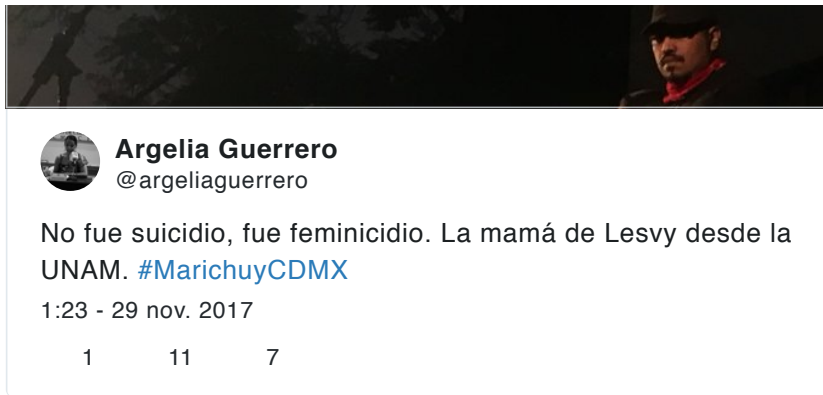 Argelia Guerrero
@argeliaguerrero
No fue suicidio, fue feminicidio. La mamá de Lesvy desde la
UNAM. #MarichuyCDMX
1:23 - 29 nov. 2017
1 11 7